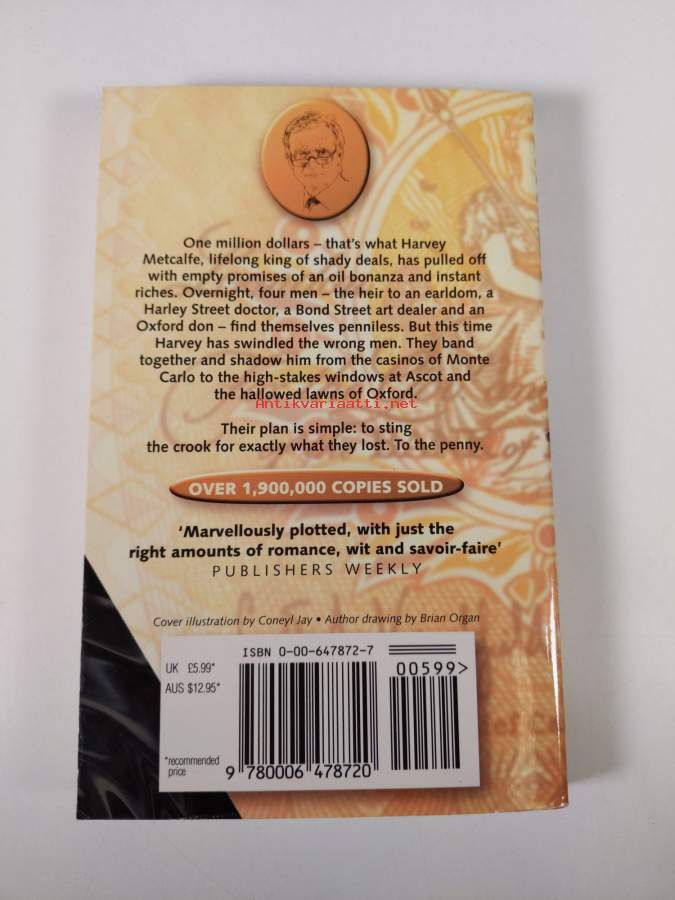 One million dollars – that's what Harvey
Metcalfe, lifelong king of shady deals, has pulled off
with empty promises of an oil bonanza and instant
riches. Overnight, four men – the heir to an earldom, a
Harley Street doctor, a Bond Street art dealer and an
Oxford don – find themselves penniless. But this time
Harvey has swindled the wrong men. They band
together and shadow him from the casinos of Monte
Carlo to the high-stakes windows at Ascot and
the hallowed lawns of Oxford.
Antikvariaatti.net
Their plan is simple: to sting
the crook for exactly what they lost. To the penny.
OVER 1,900,000 COPIES SOLD
'Marvellously plotted, with just the
right amounts of romance, wit and savoir-faire'
PUBLISHERS WEEKLY
Cover illustration by Coneyl Jay • Author drawing by Brian Organ
ISBN 0-00-647872-7
UK £5.99*
AUS $12.95*
*recommended
price
00599>
9 780006 478720